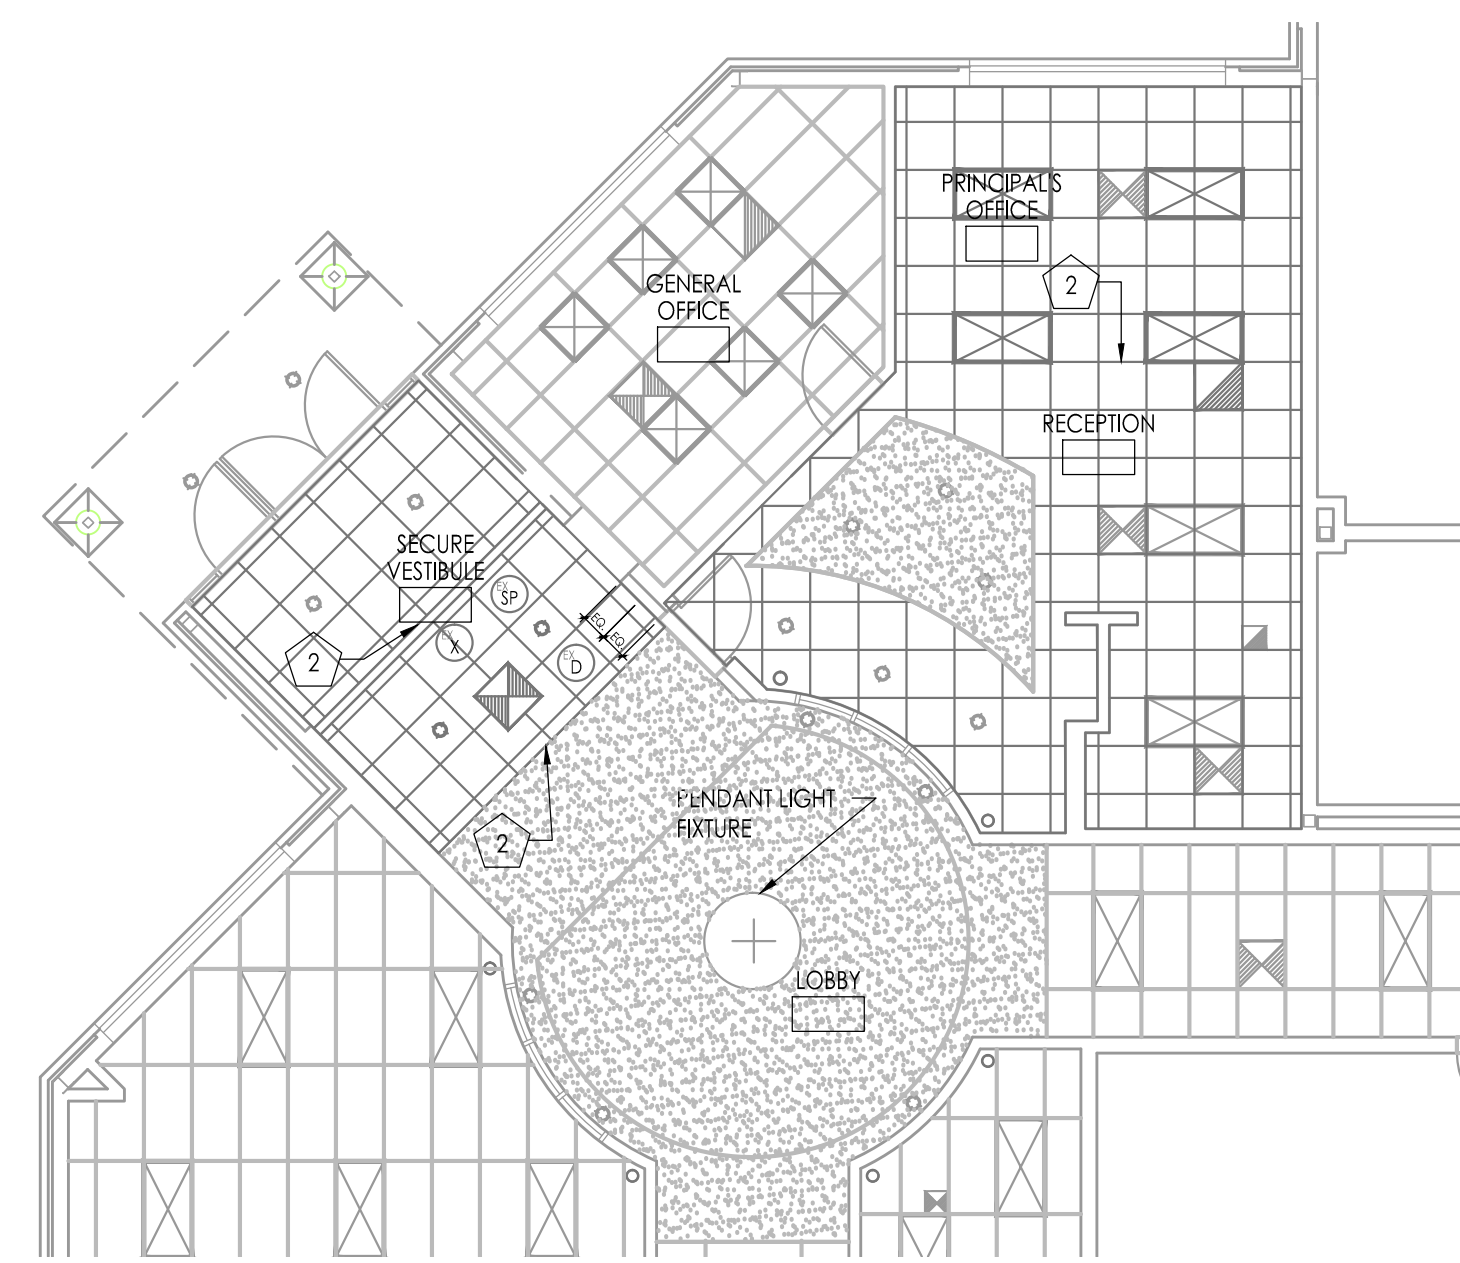 PRINCIPAL'S
OFFICE
GENERAL
OFFICE
2
RECEPTION
SECURE
VESTIBULE
EX
SP
EQ.
EQ.
EX
X
EX
D
2
PENDANT LIGHT
FIXTURE
2
LOBBY